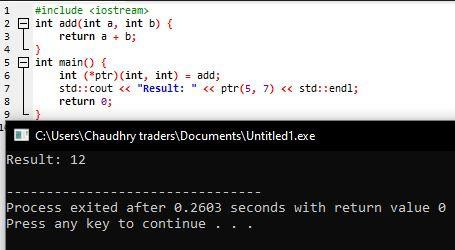 1 #include <iostream>
2 int add(int a, int b) {
3 return a + b;
4 }
5 int main() {
6 int (*ptr)(int, int) = add;
7 std::cout << "Result: " << ptr(5, 7) << std::endl;
8 return 0;
9 }
C:\Users\Chaudhry traders\Documents\Untitled1.exe
Result: 12
--------------------------------
Process exited after 0.2603 seconds with return value 0
Press any key to continue . . .